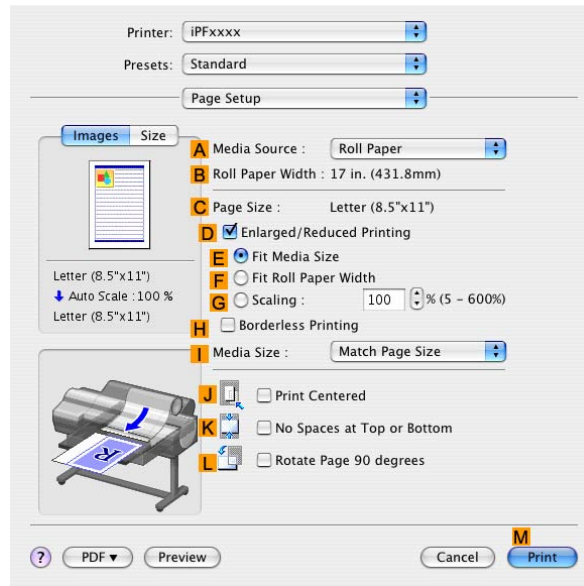 Printer: iPFxxxx
Presets: Standard
Page Setup
Images Size
A Media Source : Roll Paper
B Roll Paper Width : 17 in. (431.8mm)
C Page Size : Letter (8.5"x11")
D Enlarged/Reduced Printing
E Fit Media Size
F Fit Roll Paper Width
G Scaling : 100 % (5 - 600%)
H Borderless Printing
I Media Size : Match Page Size
Letter (8.5"x11")
Auto Scale :100 %
Letter (8.5"x11")
J Print Centered
K No Spaces at Top or Bottom
L Rotate Page 90 degrees
R
M
? PDF Preview Cancel Print